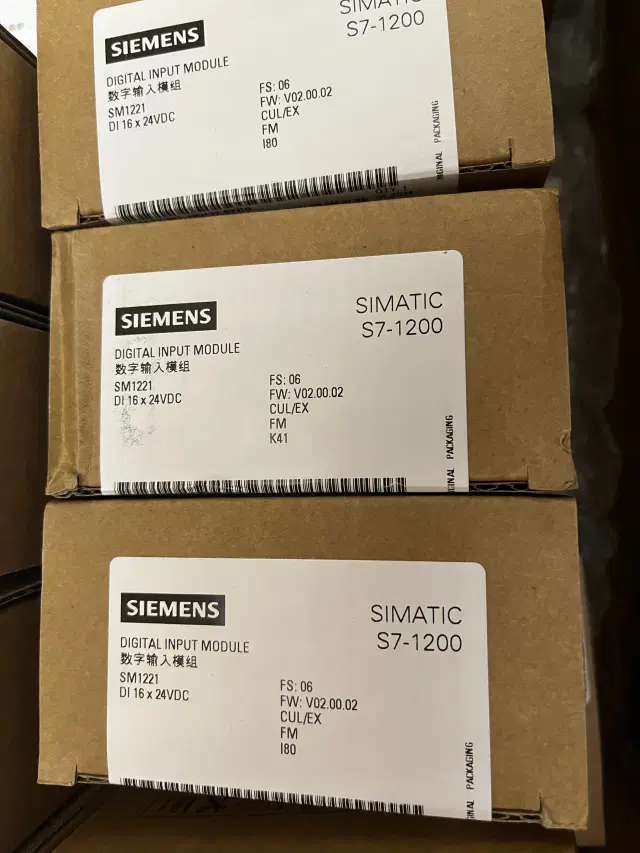 SIEMENS
SIMATIC
S7-1200
DIGITAL INPUT MODULE
数字输入模组
SM1221
DI 16 x 24VDC
FS: 06
FW: V02.00.02
CUL/EX
FM
I80
PACKAGING
SIEMENS
SIMATIC
S7-1200
DIGITAL INPUT MODULE
数字输入模组
SM1221
DI 16 x 24VDC
FS: 06
FW: V02.00.02
CUL/EX
FM
K41
PACKAGING
SIEMENS
SIMATIC
S7-1200
DIGITAL INPUT MODULE
数字输入模组
SM1221
DI 16 x 24VDC
FS: 06
FW: V02.00.02
CUL/EX
FM
I80
PACKAGING